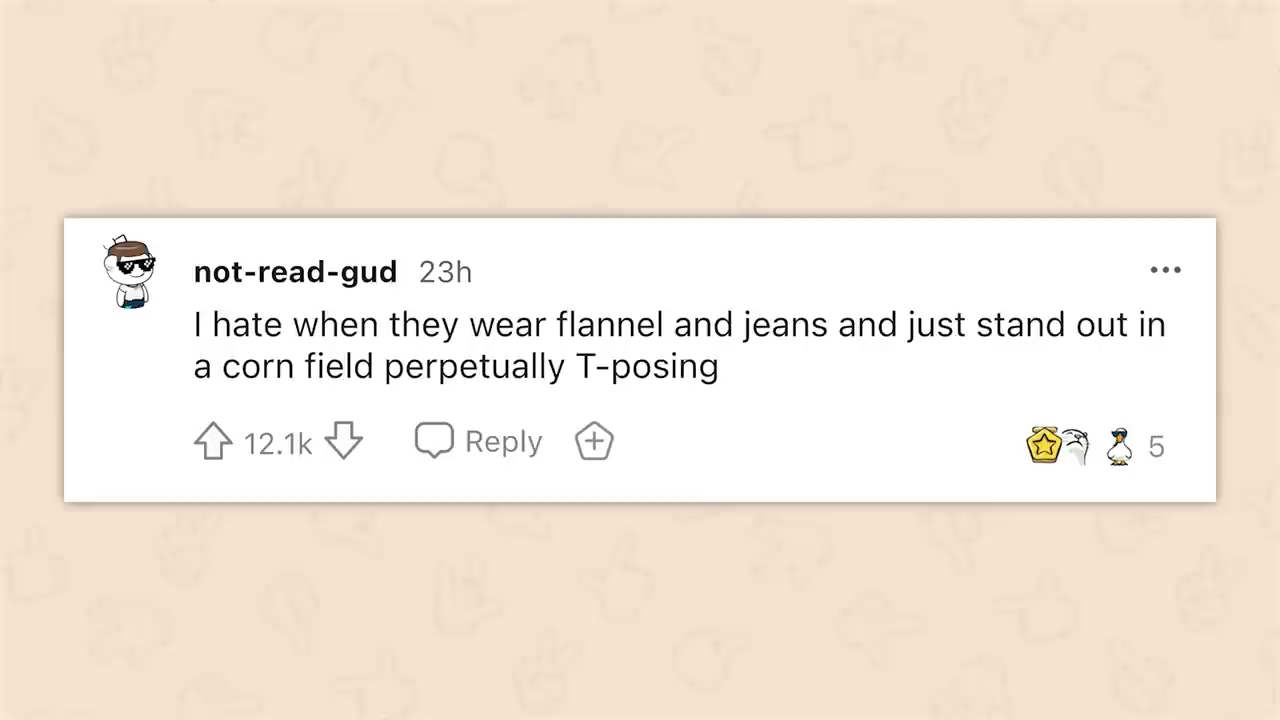 not-read-gud 23h
I hate when they wear flannel and jeans and just stand out in
a corn field perpetually T-posing
12.1k Reply 5